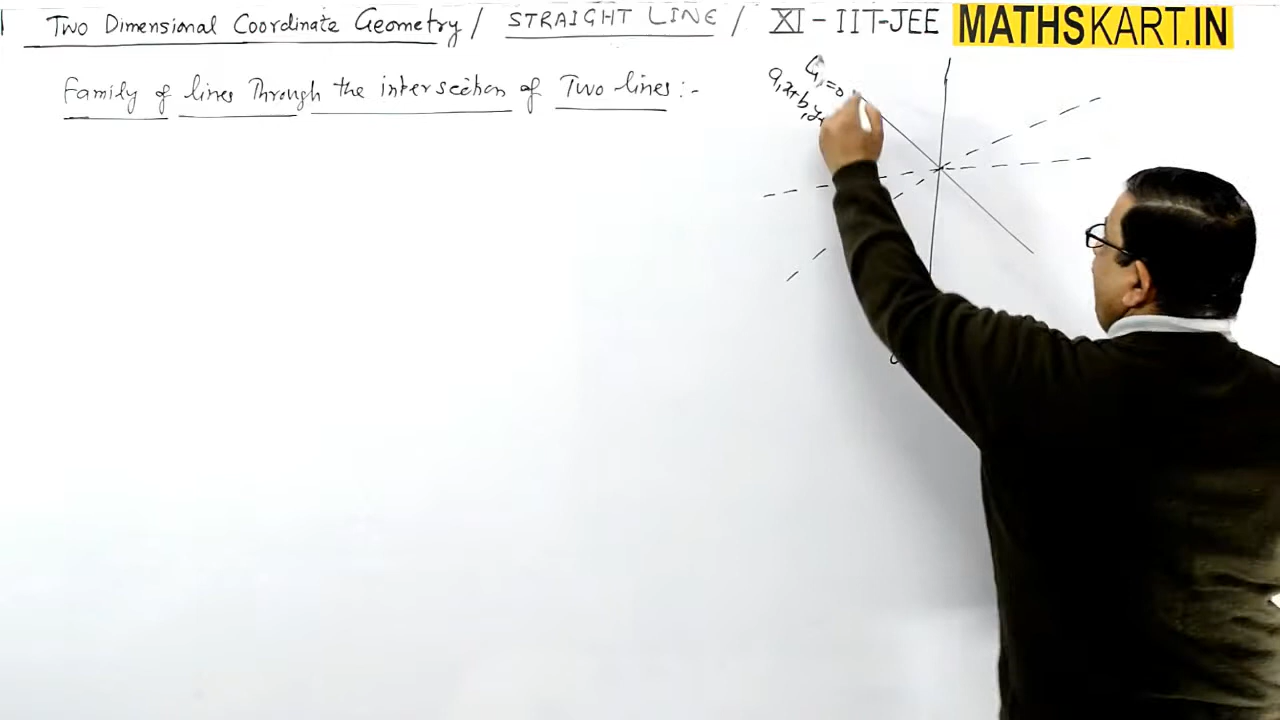 Two Dimensional Coordinate Geometry / STRAIGHT LINE / XI - IIT-JEE MATHSKART.IN
Family of lines Through the intersection of Two lines :-
L₁=0
a₁x+b₁y+